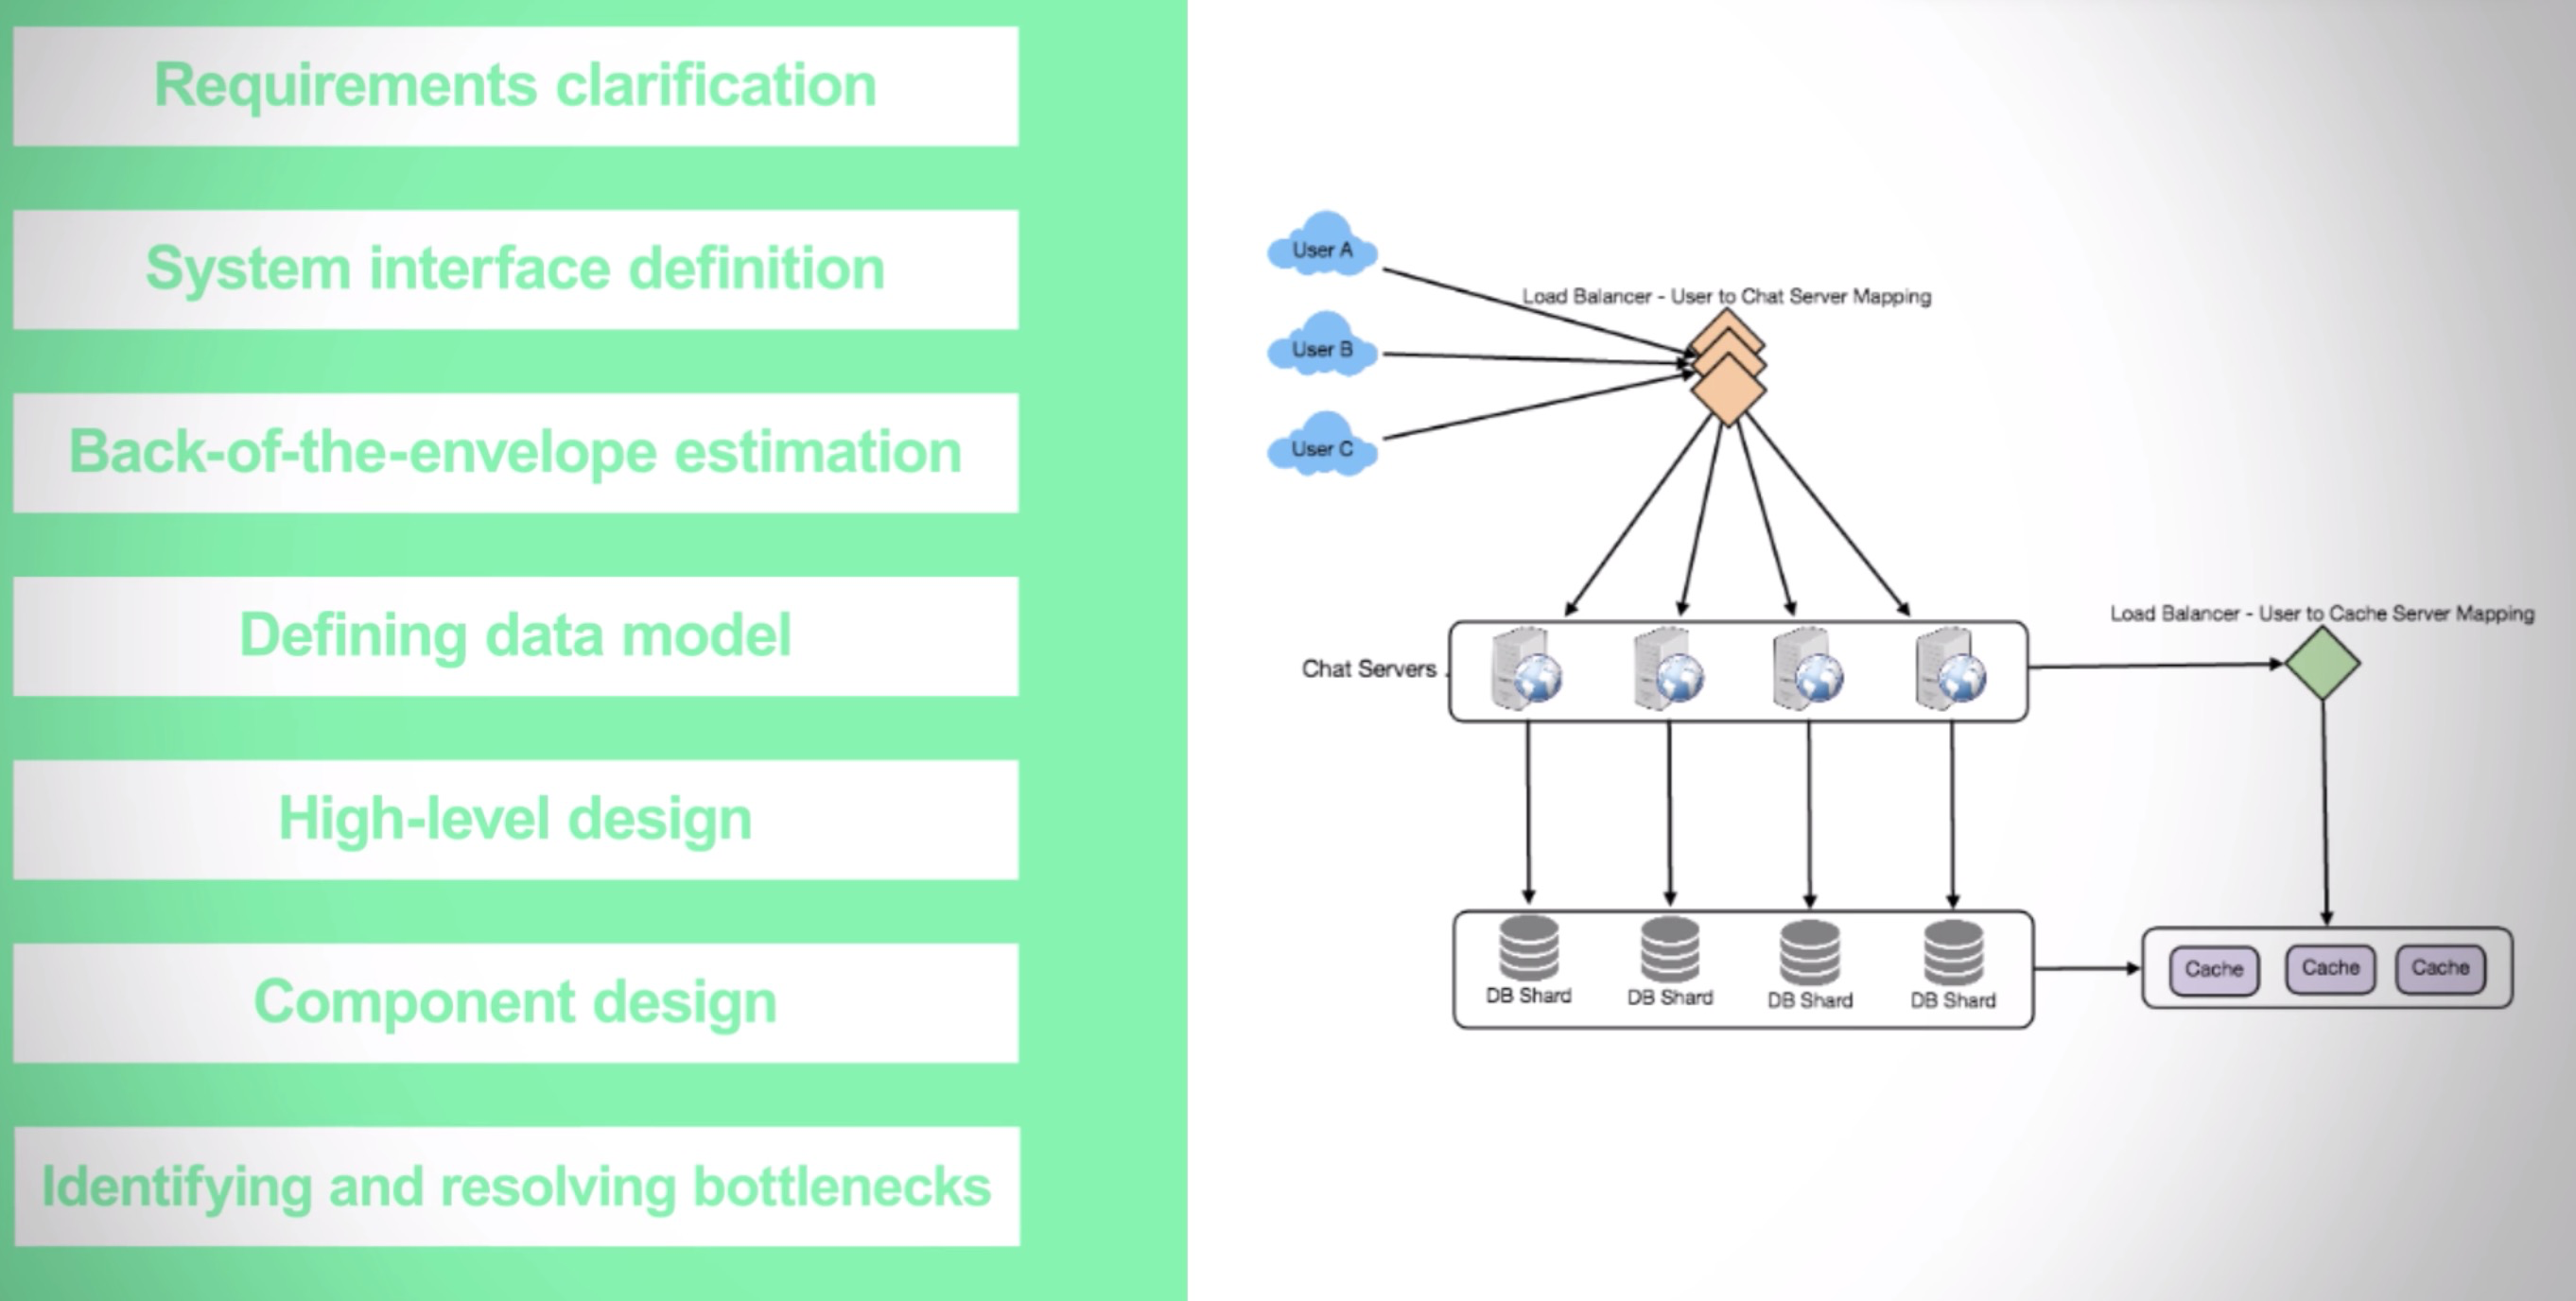 Requirements clarification
System interface definition
Back-of-the-envelope estimation
Defining data model
High-level design
Component design
Identifying and resolving bottlenecks
User A
Load Balancer - User to Chat Server Mapping
User B
User C
Load Balancer - User to Cache Server Mapping
Chat Servers
DB Shard
DB Shard
DB Shard
DB Shard
Cache
Cache
Cache